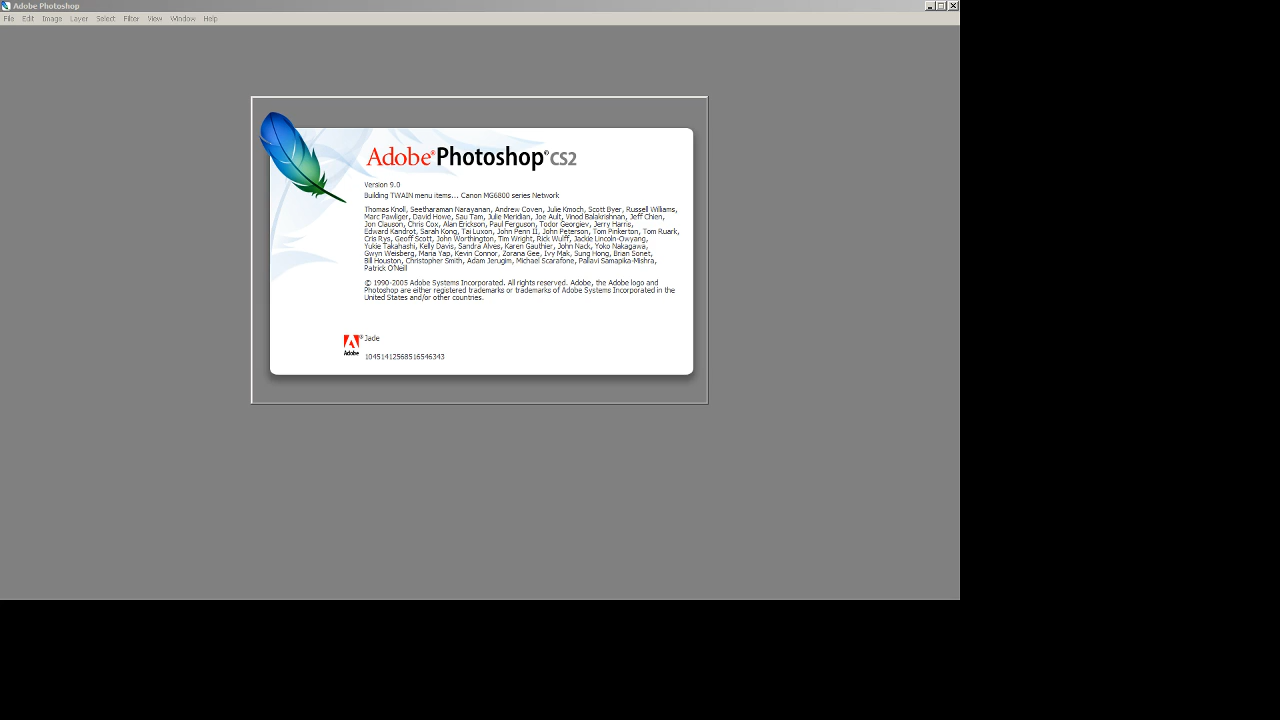 Adobe Photoshop
File Edit Image Layer Select Filter View Window Help
Adobe® Photoshop® CS2
Version 9.0
Building TWAIN menu items... Canon MG6800 series Network
Thomas Knoll, Seetharaman Narayanan, Andrew Coven, Julie Kmoch, Scott Byer, Russell Williams,
Marc Pawliger, David Howe, Sau Tam, Julie Meridian, Joe Ault, Vinod Balakrishnan, Jeff Chien,
Jon Clauson, Chris Cox, Alan Erickson, Paul Ferguson, Todor Georgiev, Jerry Harris,
Edward Kandrot, Sarah Kong, Tai Luxon, John Penn II, John Peterson, Tom Pinkerton, Tom Ruark,
Cris Rys, Geoff Scott, John Worthington, Tim Wright, Rick Wulff, Jackie Lincoln-Owyang,
Yukie Takahashi, Kelly Davis, Sandra Alves, Karen Gauthier, John Nack, Yoko Nakagawa,
Gwyn Weisberg, Maria Yap, Kevin Connor, Zorana Gee, Ivy Mak, Sung Hong, Brian Sonet,
Bill Houston, Christopher Smith, Adam Jerugim, Michael Scarafone, Pallavi Samapika-Mishra,
Patrick O'Neill
© 1990-2005 Adobe Systems Incorporated. All rights reserved. Adobe, the Adobe logo and
Photoshop are either registered trademarks or trademarks of Adobe Systems Incorporated in the
United States and/or other countries.
Adobe ® Jade
1045141256B516546343